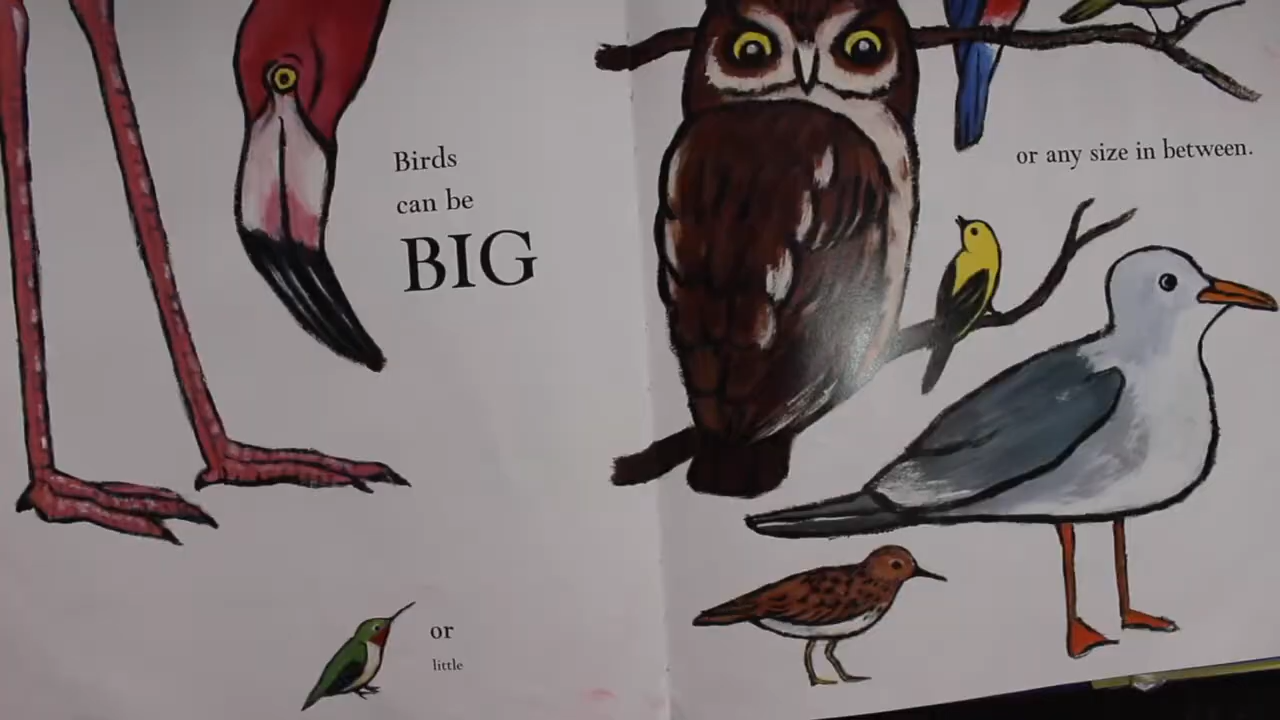 Birds
can be
BIG
or
little
or any size in between.